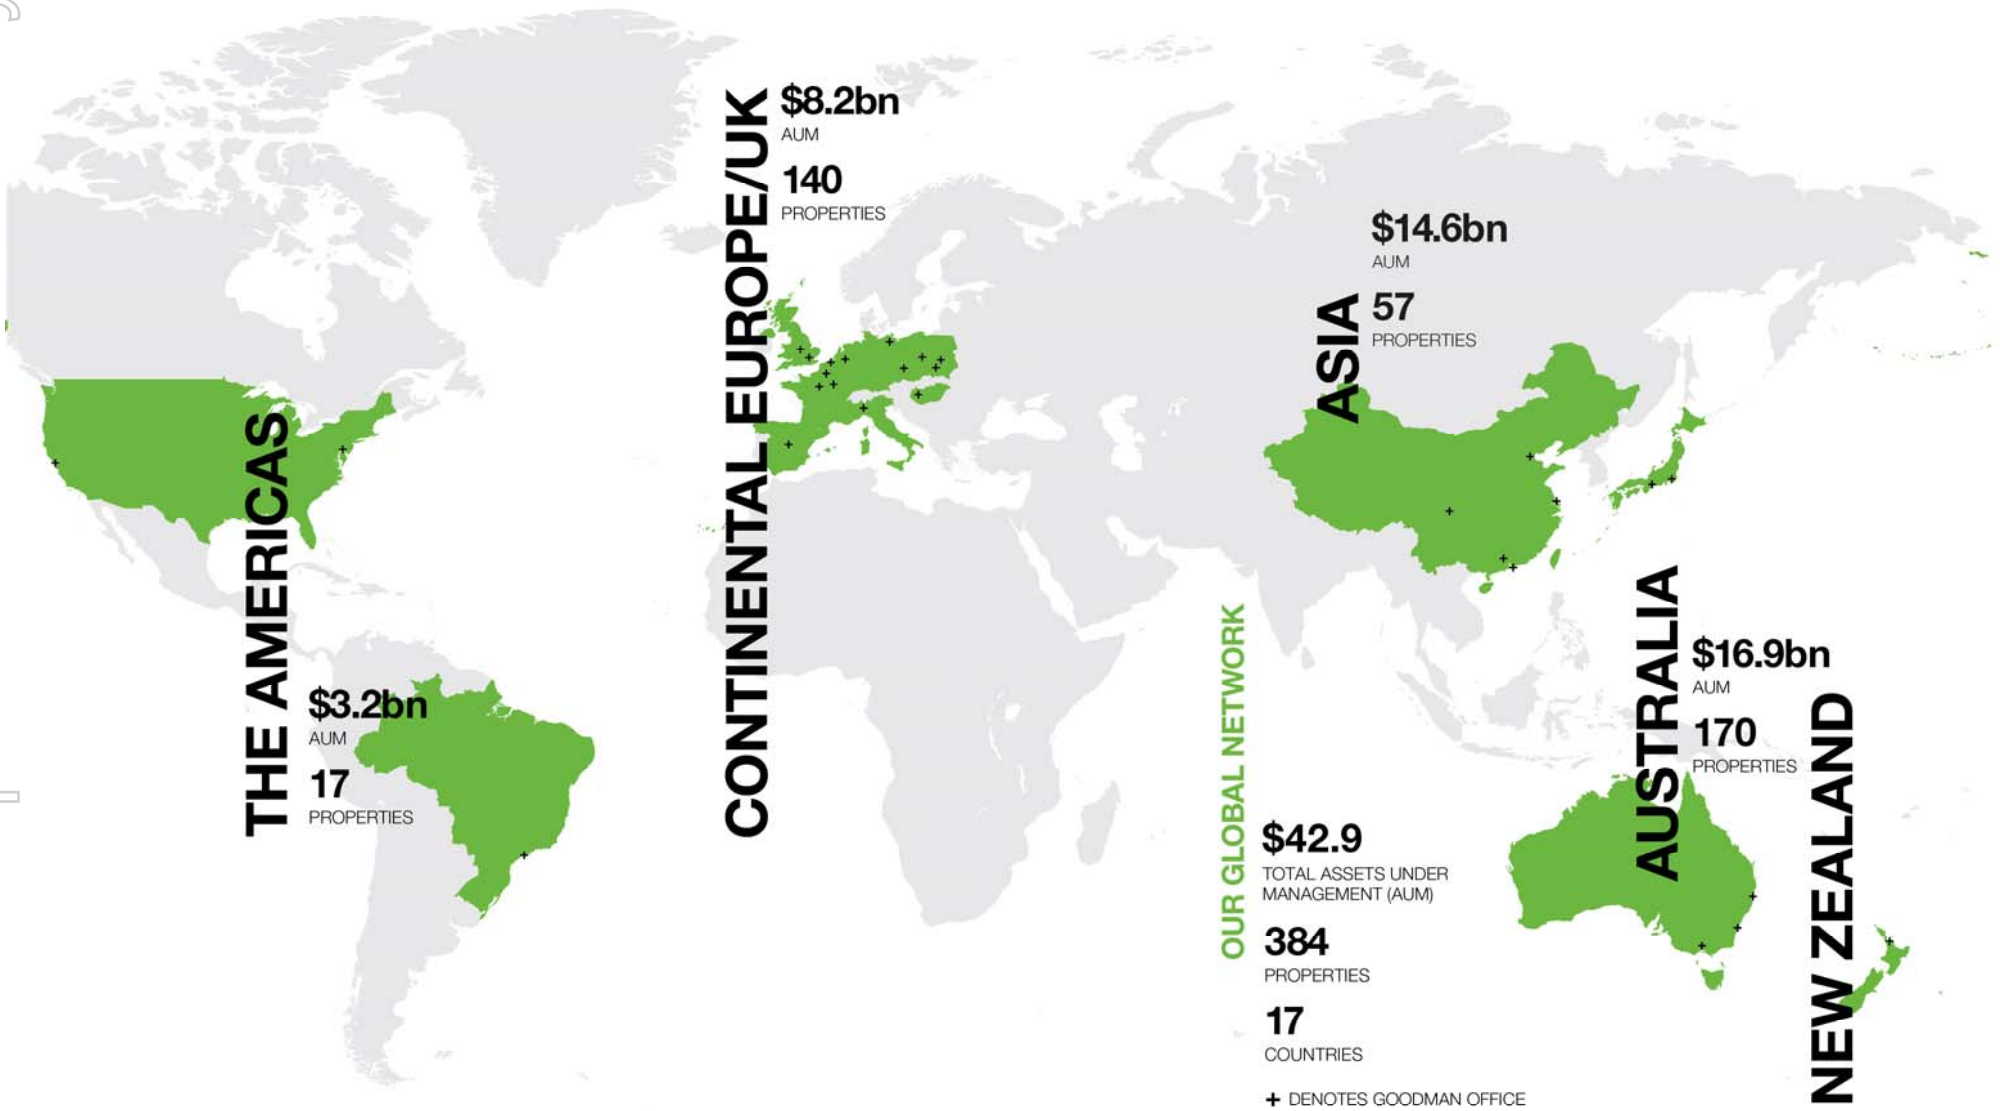 THE AMERICAS
$3.2bn
AUM
17
PROPERTIES
CONTINENTAL EUROPE/UK
$8.2bn
AUM
140
PROPERTIES
ASIA
$14.6bn
AUM
57
PROPERTIES
AUSTRALIA
$16.9bn
AUM
170
PROPERTIES
NEW ZEALAND
OUR GLOBAL NETWORK
$42.9
TOTAL ASSETS UNDER
MANAGEMENT (AUM)
384
PROPERTIES
17
COUNTRIES
+ DENOTES GOODMAN OFFICE